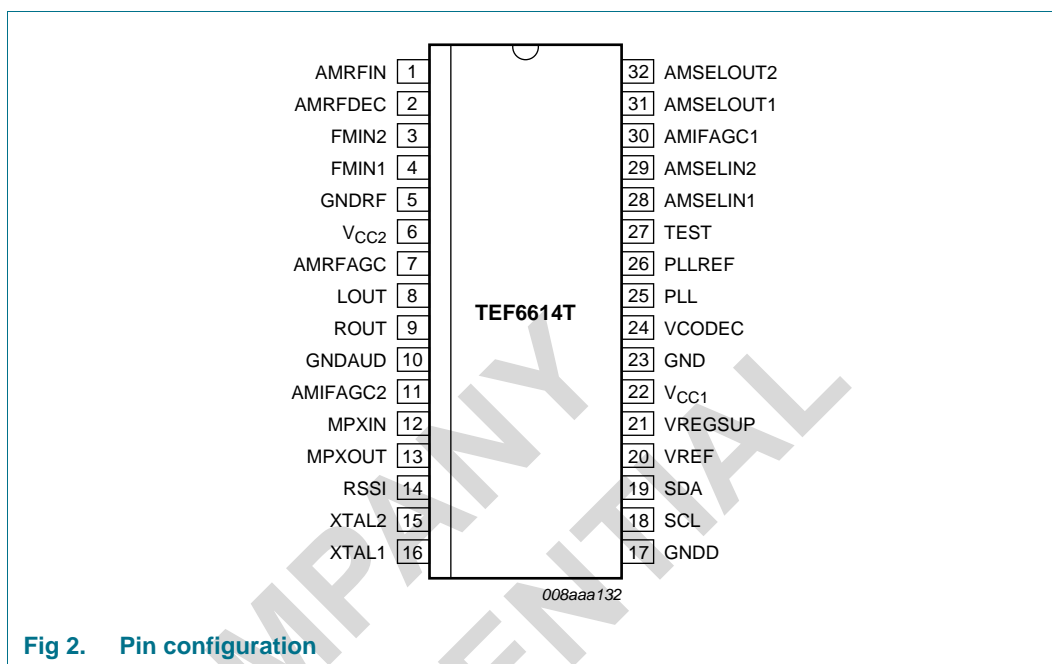 AMRFIN 1
AMRFDEC 2
FMIN2 3
FMIN1 4
GNDRF 5
VCC2 6
AMRFAGC 7
LOUT 8
ROUT 9
GNDAUD 10
AMIFAGC2 11
MPXIN 12
MPXOUT 13
RSSI 14
XTAL2 15
XTAL1 16
TEF6614T
32 AMSELOUT2
31 AMSELOUT1
30 AMIFAGC1
29 AMSELIN2
28 AMSELIN1
27 TEST
26 PLLREF
25 PLL
24 VCODEC
23 GND
22 VCC1
21 VREGSUP
20 VREF
19 SDA
18 SCL
17 GNDD
008aaa132
MPANY
ENTIAL
Fig 2. Pin configuration